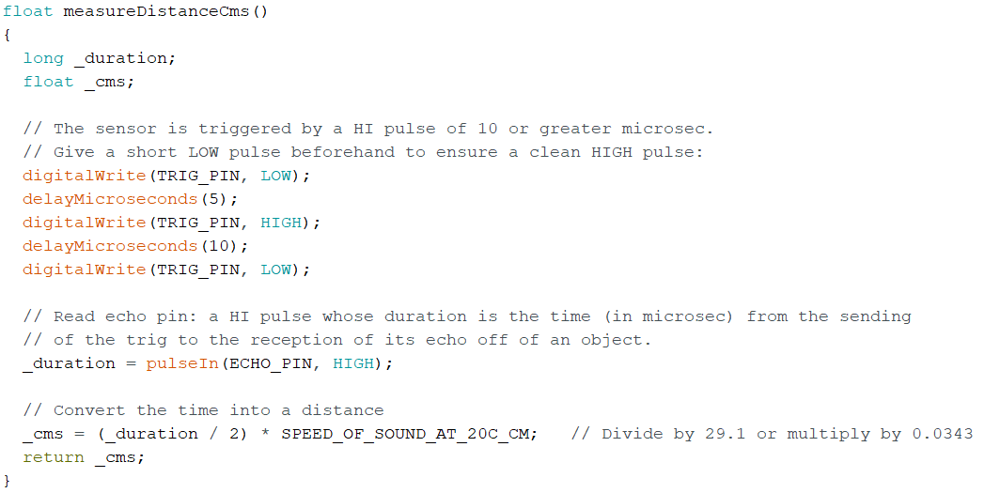 float measureDistanceCms()
{
  long _duration;
  float _cms;

  // The sensor is triggered by a HI pulse of 10 or greater microsec.
  // Give a short LOW pulse beforehand to ensure a clean HIGH pulse:
  digitalWrite(TRIG_PIN, LOW);
  delayMicroseconds(5);
  digitalWrite(TRIG_PIN, HIGH);
  delayMicroseconds(10);
  digitalWrite(TRIG_PIN, LOW);

  // Read echo pin: a HI pulse whose duration is the time (in microsec) from the sending
  // of the trig to the reception of its echo off of an object.
  _duration = pulseIn(ECHO_PIN, HIGH);

  // Convert the time into a distance
  _cms = (_duration / 2) * SPEED_OF_SOUND_AT_20C_CM;   // Divide by 29.1 or multiply by 0.0343
  return _cms;
}